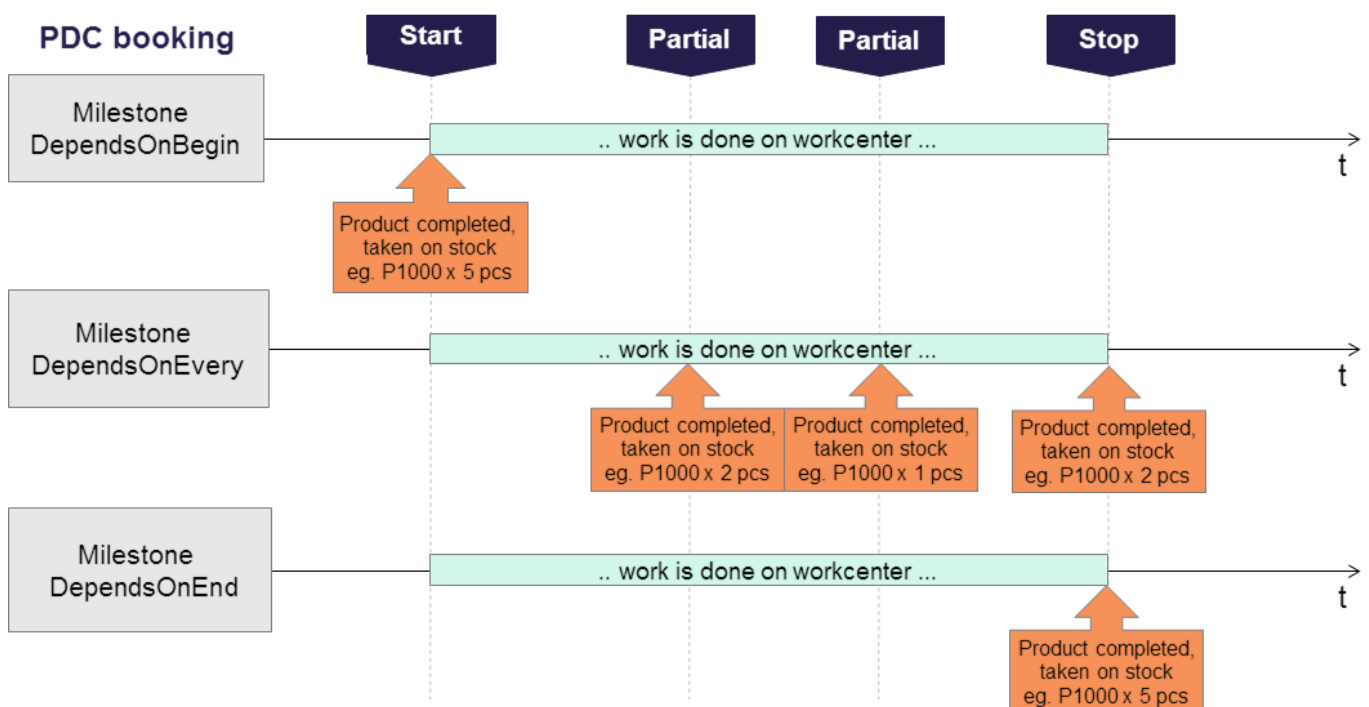 PDC booking
Start
Partial
Partial
Stop
Milestone
DependsOnBegin
.. work is done on workcenter ...
t
Product completed,
taken on stock
eg. P1000 x 5 pcs
Milestone
DependsOnEvery
.. work is done on workcenter ...
t
Product completed,
taken on stock
eg. P1000 x 2 pcs
Product completed,
taken on stock
eg. P1000 x 1 pcs
Product completed,
taken on stock
eg. P1000 x 2 pcs
Milestone
DependsOnEnd
.. work is done on workcenter ...
t
Product completed,
taken on stock
eg. P1000 x 5 pcs